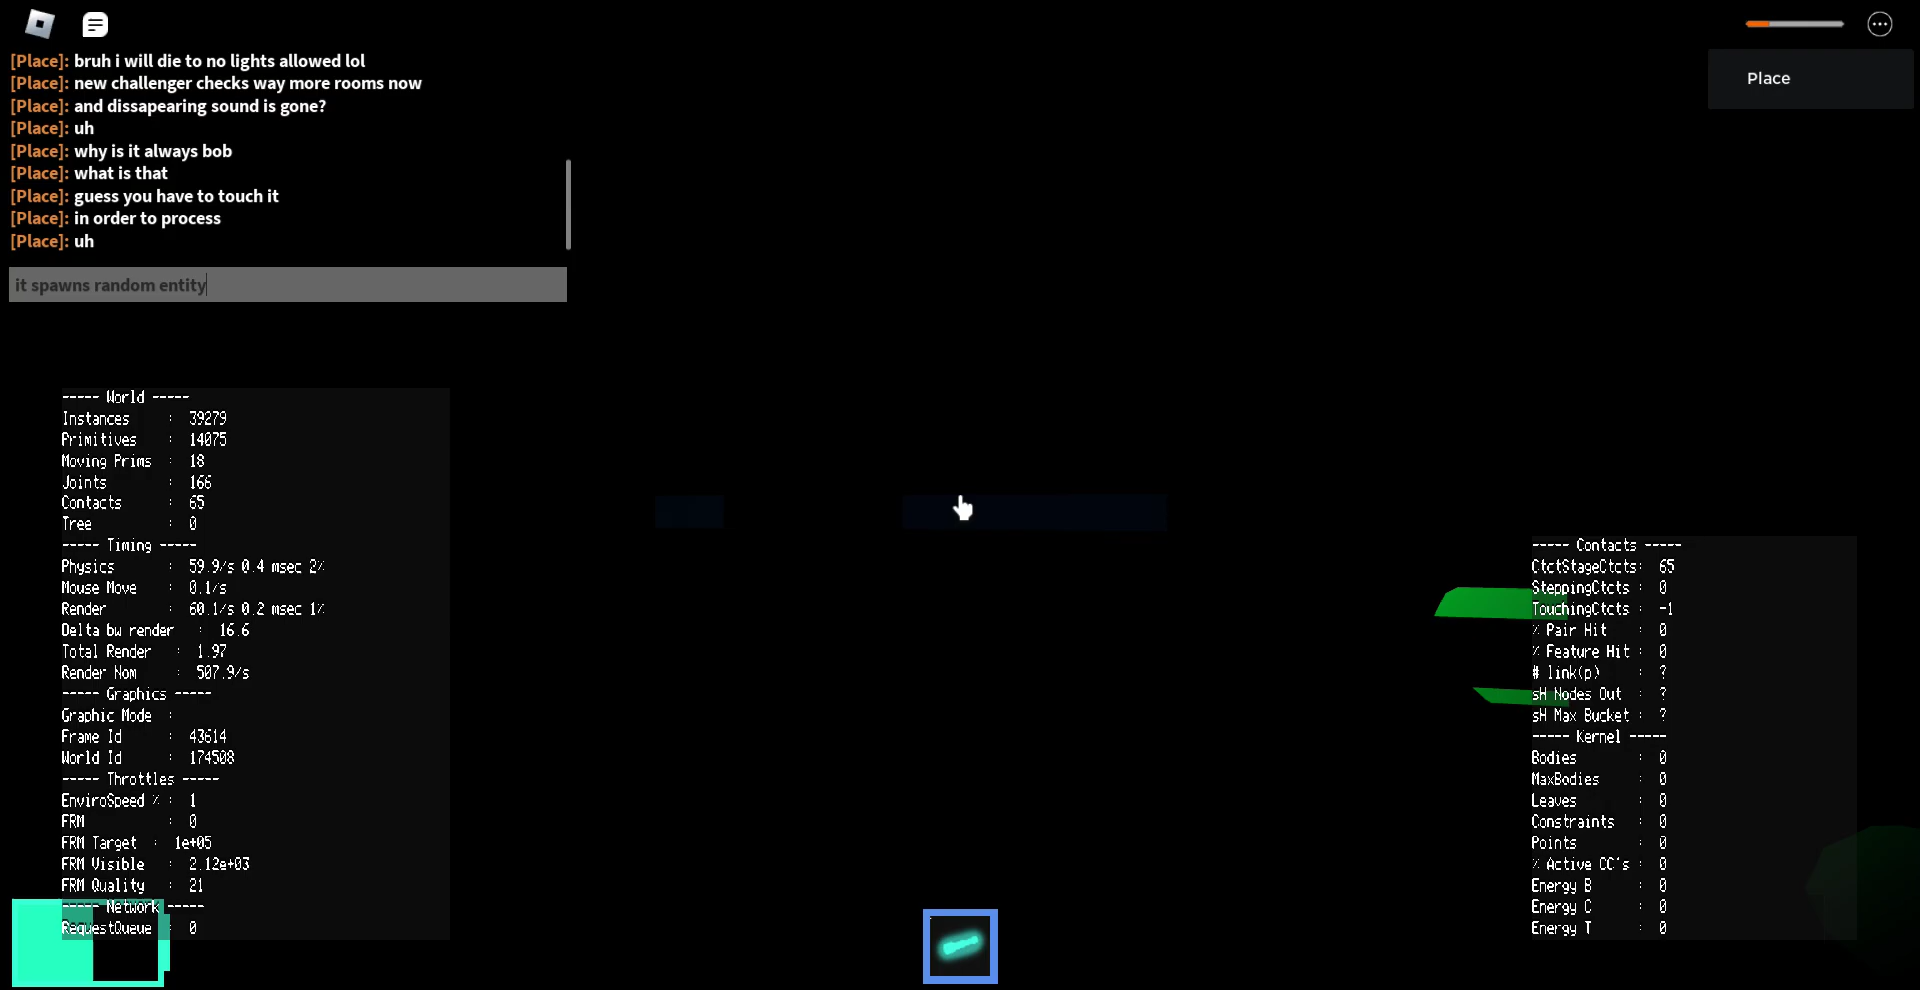 [Place]: bruh i will die to no lights allowed lol
[Place]: new challenger checks way more rooms now
[Place]: and dissapearing sound is gone?
[Place]: uh
[Place]: why is it always bob
[Place]: what is that
[Place]: guess you have to touch it
[Place]: in order to process
[Place]: uh
it spawns random entity
Place
----- World -----
Instances : 39279
Primitives : 14075
Moving Prims : 18
Joints : 166
Contacts : 65
Tree : 0
----- Timing -----
Physics : 59.9/s 0.4 msec 2%
Mouse Move : 0.1/s
Render : 60.1/s 0.2 msec 1%
Delta bw render : 16.6
Total Render : 1.97
Render Nom : 507.9/s
----- Graphics -----
Graphic Mode :
Frame Id : 43614
World Id : 174508
----- Throttles -----
EnviroSpeed % : 1
FRM : 0
FRM Target : 1e+05
FRM Visible : 2.12e+03
FRM Quality : 21
----- Network -----
RequestQueue : 0
----- Contacts -----
CtctStageCtcts: 65
SteppingCtcts : 0
TouchingCtcts : -1
% Pair Hit : 0
% Feature Hit : 0
# link(p) : ?
sH Nodes Out : ?
sH Max Bucket : ?
----- Kernel -----
Bodies : 0
MaxBodies : 0
Leaves : 0
Constraints : 0
Points : 0
% Active CC's : 0
Energy B : 0
Energy C : 0
Energy T : 0